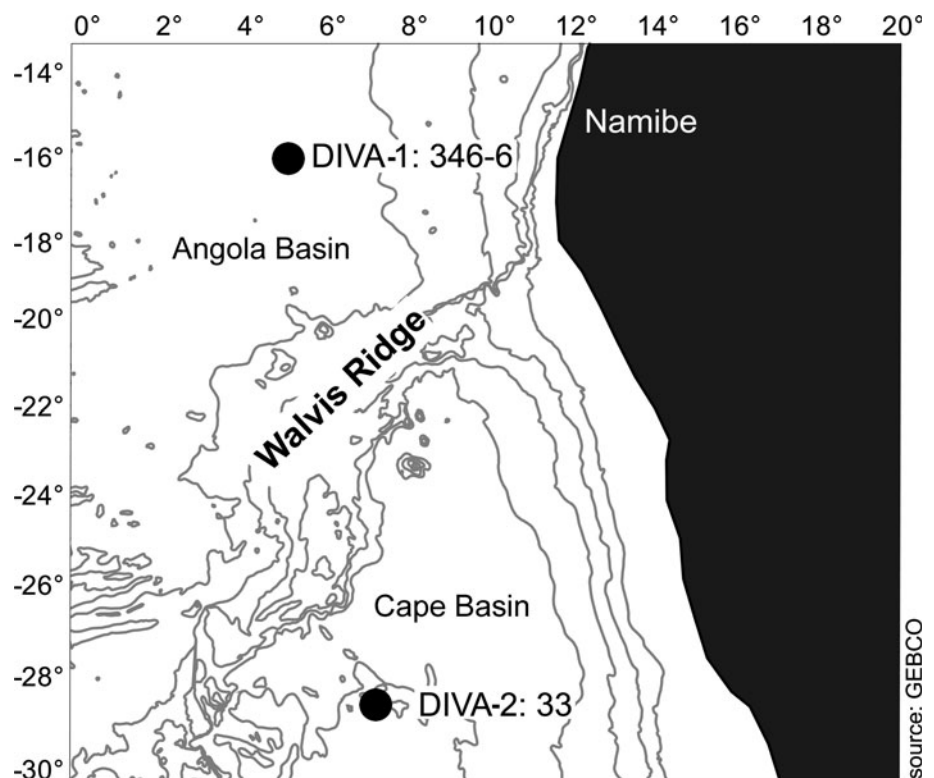 0 2 4 6 8 10 12 14 16 18 20°
-14°
Namibe
DIVA-1: 346-6
-16°
Angola Basin
-18°
-20°
Walvis Ridge
-22°
-24°
-26°
Cape Basin
-28°
DIVA-2: 33
-30°
source: GEBCO